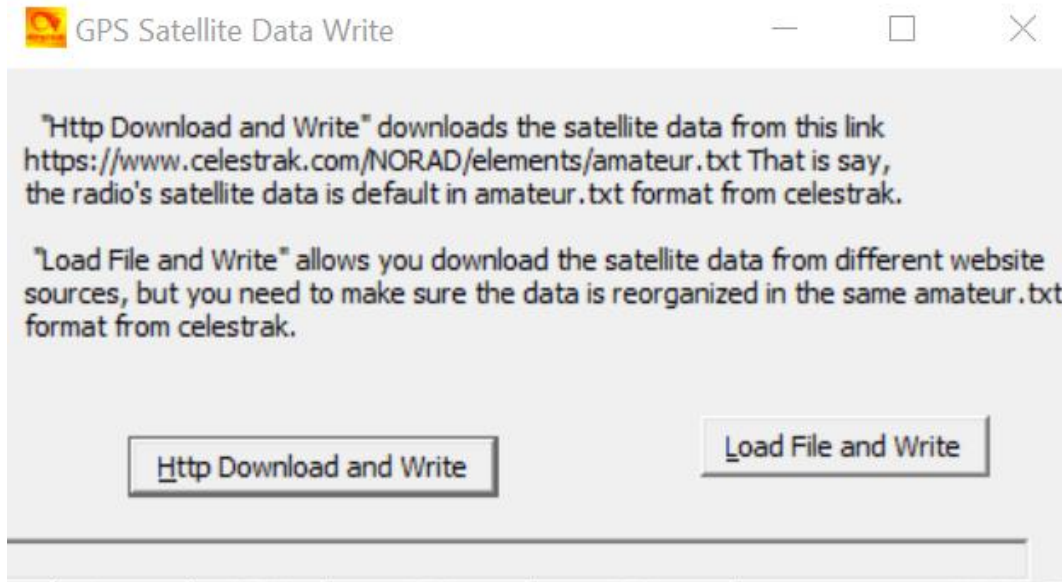 GPS Satellite Data Write
"Http Download and Write" downloads the satellite data from this link
https://www.celestrak.com/NORAD/elements/amateur.txt That is say,
the radio's satellite data is default in amateur.txt format from celestrak.
"Load File and Write" allows you download the satellite data from different website
sources, but you need to make sure the data is reorganized in the same amateur.txt
format from celestrak.
Http Download and Write
Load File and Write